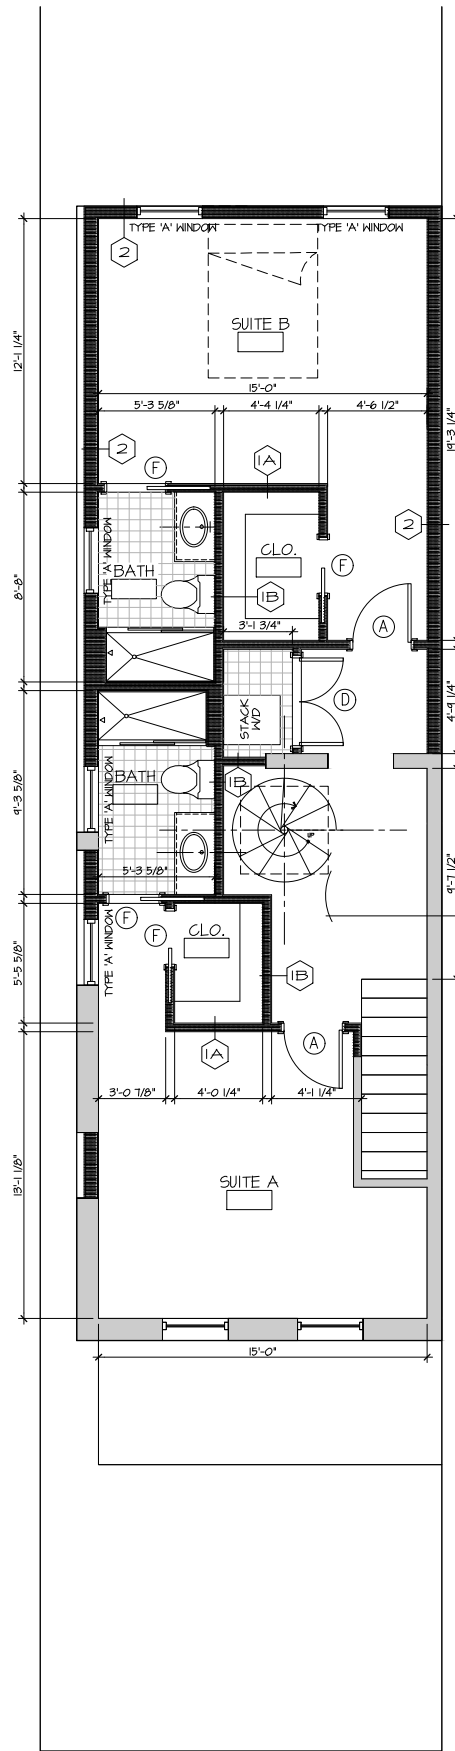 TYPE 'A' WINDOW
TYPE 'A' WINDOW
2
SUITE B
12'-1 1/4"
19'-3 1/4"
15'-0"
5'-3 5/8"
4'-4 1/4"
4'-6 1/2"
2
F
1A
2
TYPE 'A' WINDOW
BATH
CLO.
F
8'-8"
1B
3'-1 3/4"
A
STACK
W/D
D
4'-9 1/4"
9'-3 5/8"
BATH
TYPE 'A' WINDOW
1B
UP
9'-7 1/2"
5'-3 5/8"
F
F
CLO.
TYPE 'A' WINDOW
5'-5 5/8"
1B
1A
A
3'-0 7/8"
4'-0 1/4"
4'-1 1/4"
13'-1 1/8"
SUITE A
15'-0"